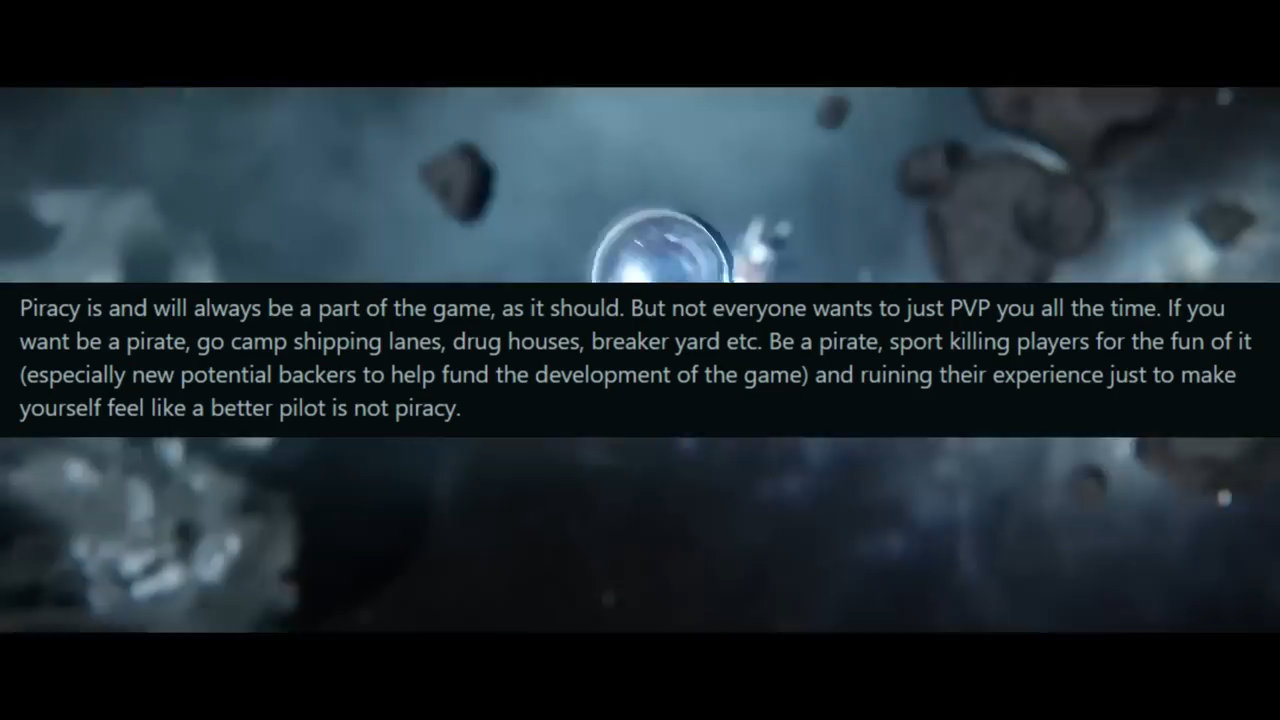 Piracy is and will always be a part of the game, as it should. But not everyone wants to just PVP you all the time. If you
want be a pirate, go camp shipping lanes, drug houses, breaker yard etc. Be a pirate, sport killing players for the fun of it
(especially new potential backers to help fund the development of the game) and ruining their experience just to make
yourself feel like a better pilot is not piracy.